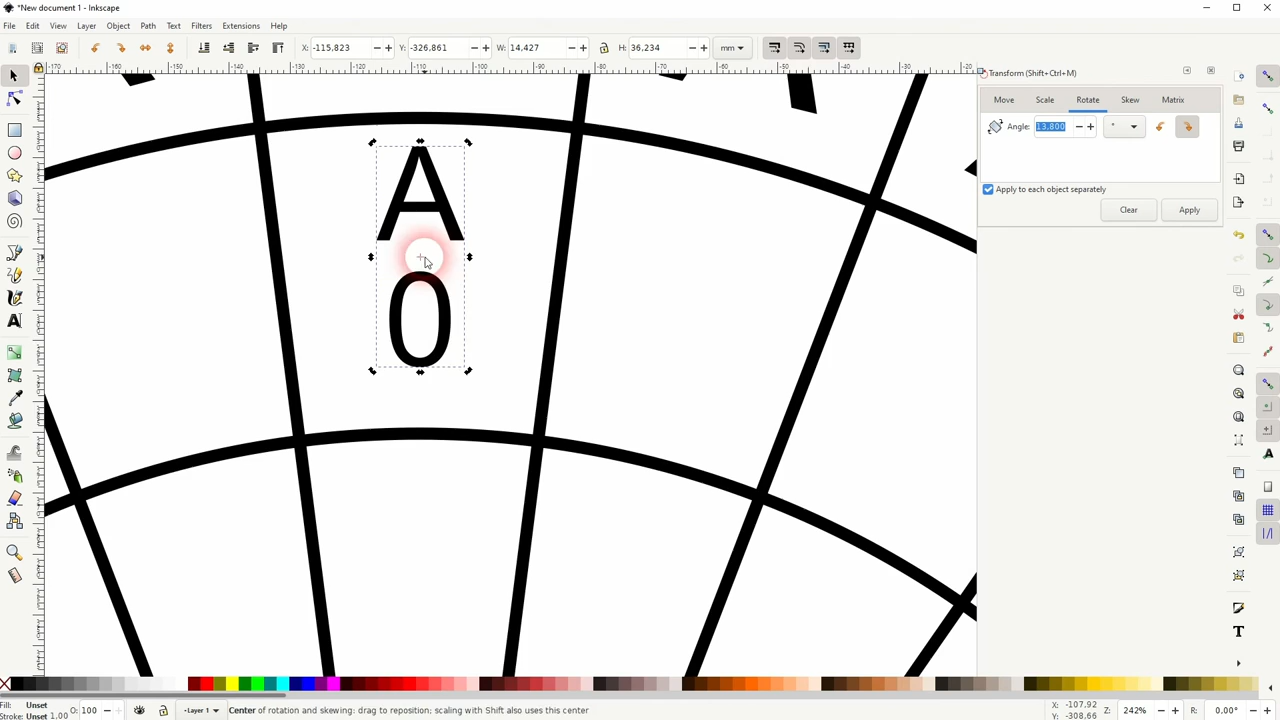 *New document 1 - Inkscape
File Edit View Layer Object Path Text Filters Extensions Help
X: -115,823 Y: -326,861 W: 14,427 H: 36,234 mm
Transform (Shift+Ctrl+M)
Move Scale Rotate Skew Matrix
Angle: 13,800 °
Apply to each object separately
Clear Apply
A
0
Fill: Unset
Stroke: Unset 1,00
O: 100
Layer 1
Center of rotation and skewing: drag to reposition; scaling with Shift also uses this center
X: -107.92
Y: -308.66
Z: 242%
R: 0,00°